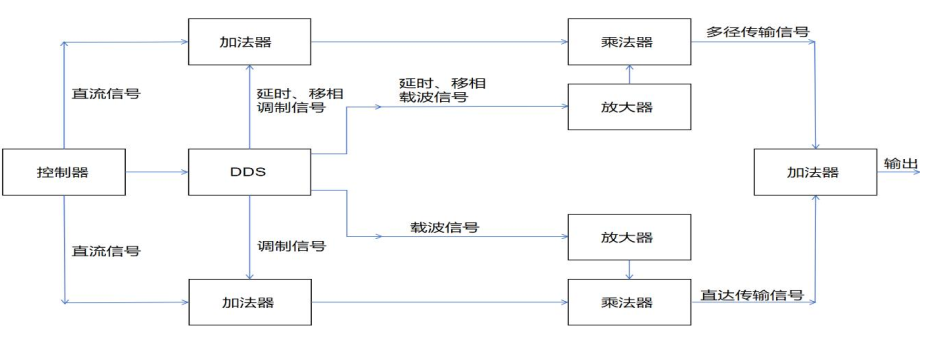 加法器
乘法器
多径传输信号
直流信号
延时、移相
调制信号
延时、移相
载波信号
放大器
控制器
DDS
加法器
输出
直流信号
调制信号
载波信号
放大器
加法器
乘法器
直达传输信号